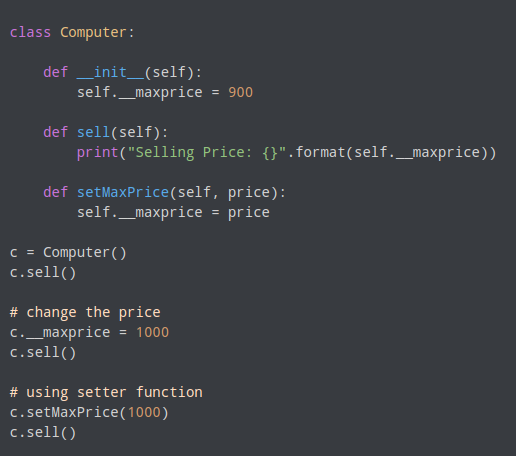 class Computer:

    def __init__(self):
        self.__maxprice = 900

    def sell(self):
        print("Selling Price: {}".format(self.__maxprice))

    def setMaxPrice(self, price):
        self.__maxprice = price

c = Computer()
c.sell()

# change the price
c.__maxprice = 1000
c.sell()

# using setter function
c.setMaxPrice(1000)
c.sell()